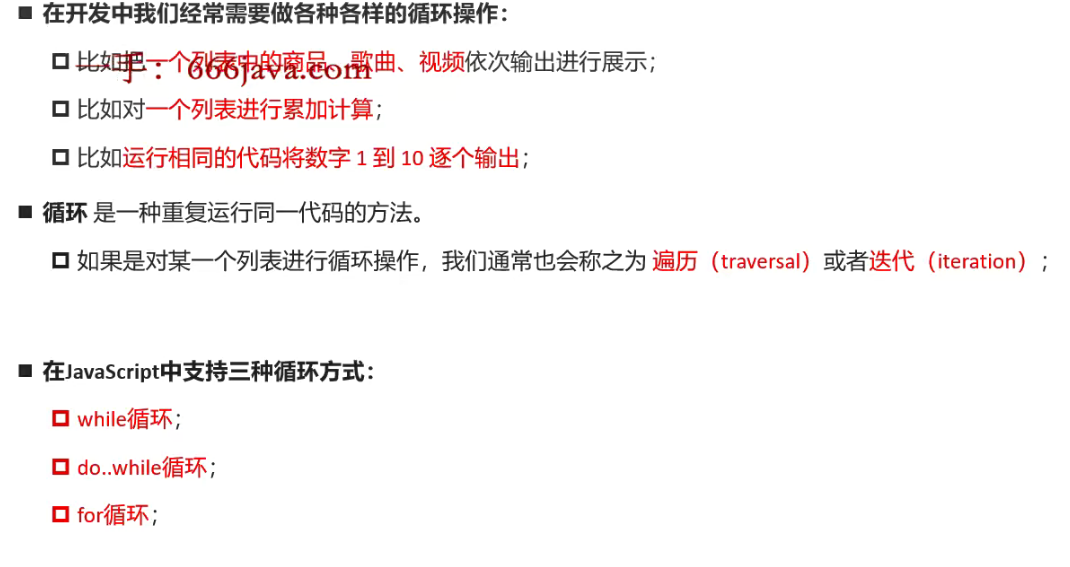 在开发中我们经常需要做各种各样的循环操作：
比如把一个列表中的商品、歌曲、视频依次输出进行展示；
一手：666java.com
比如对一个列表进行累加计算；
比如运行相同的代码将数字 1 到 10 逐个输出；
循环 是一种重复运行同一代码的方法。
如果是对某一个列表进行循环操作，我们通常也会称之为 遍历（traversal）或者迭代（iteration）；
在JavaScript中支持三种循环方式：
while循环；
do..while循环；
for循环；